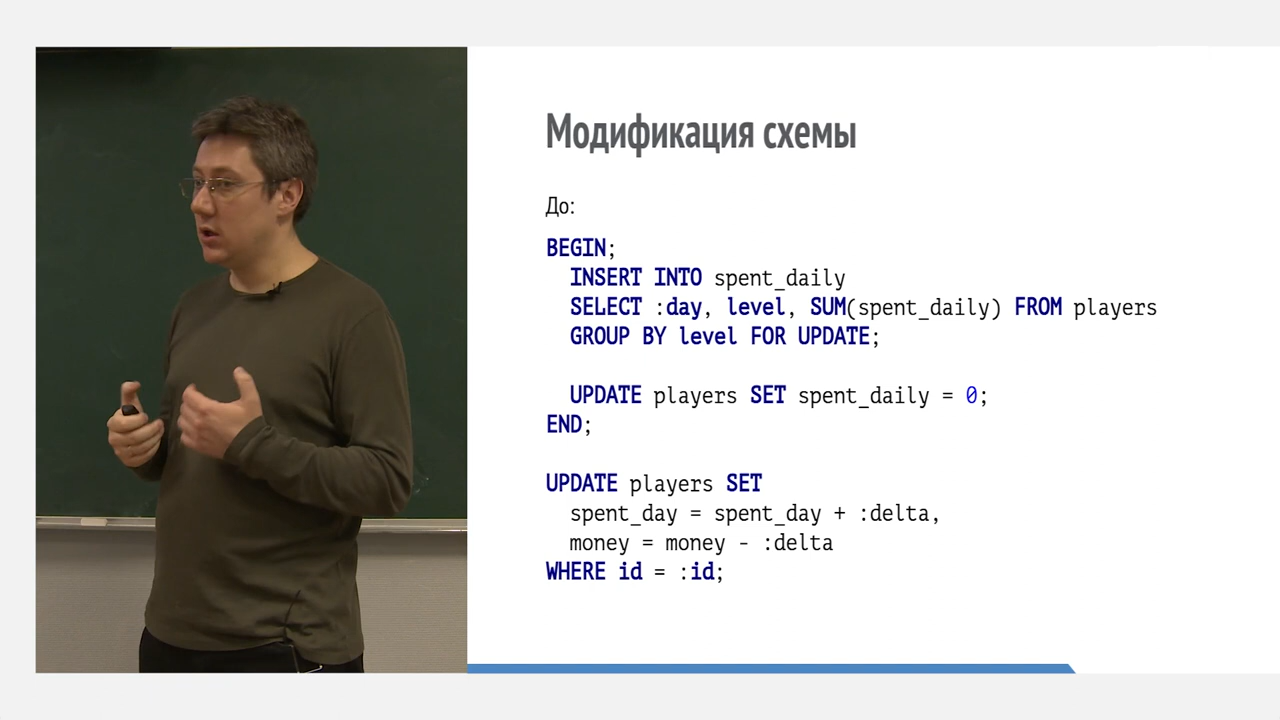 Модификация схемы
До:
BEGIN;
INSERT INTO spent_daily
SELECT :day, level, SUM(spent_daily) FROM players
GROUP BY level FOR UPDATE;
UPDATE players SET spent_daily = 0;
END;
UPDATE players SET
spent_day = spent_day + :delta,
money = money - :delta
WHERE id = :id;